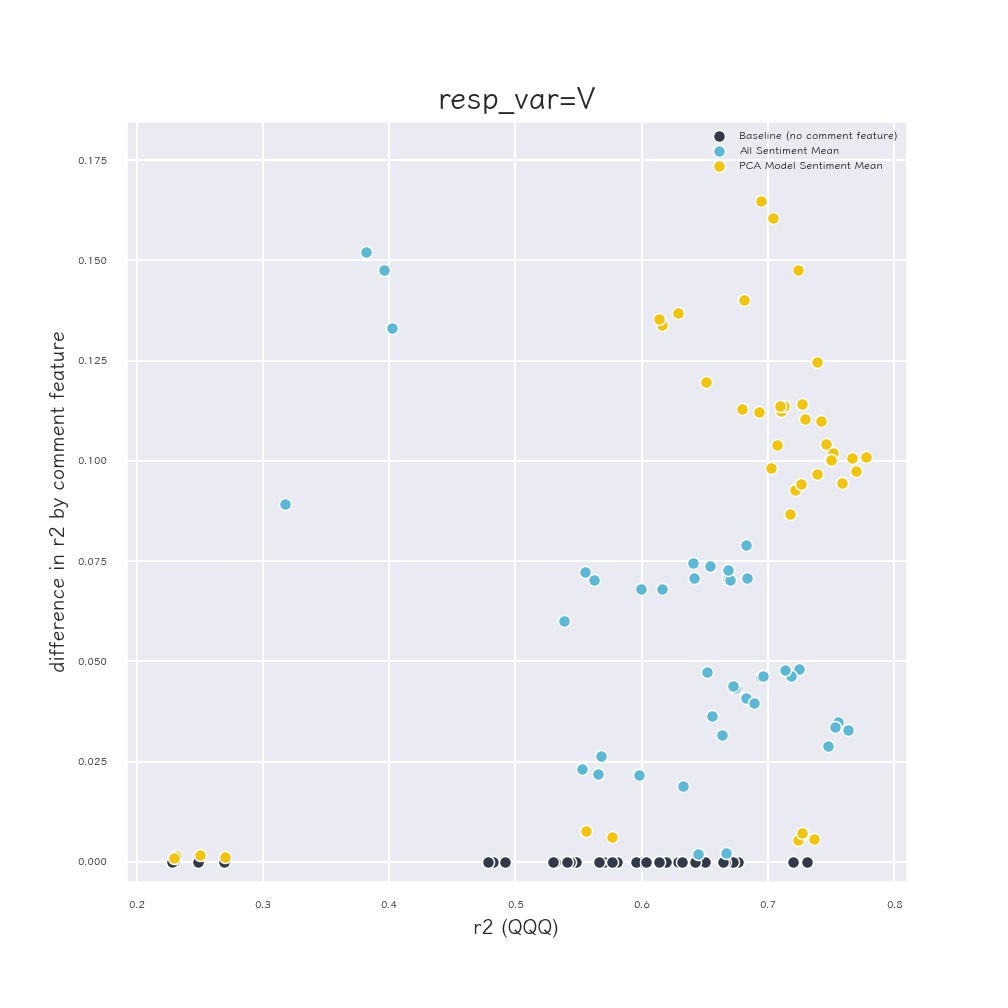 resp_var=V
Baseline (no comment feature)
All Sentiment Mean
PCA Model Sentiment Mean
difference in r2 by comment feature
0.175
0.150
0.125
0.100
0.075
0.050
0.025
0.000
0.2 0.3 0.4 0.5 0.6 0.7 0.8
r2 (QQQ)